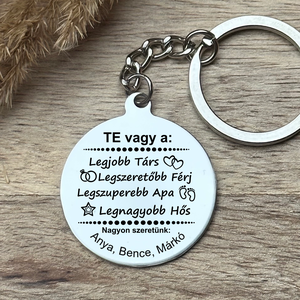 TE vagy a:
Legjobb Társ
Legszeretőbb Férj
Legszuperebb Apa
Legnagyobb Hős
Nagyon szeretünk:
Anya, Bence, Márkó